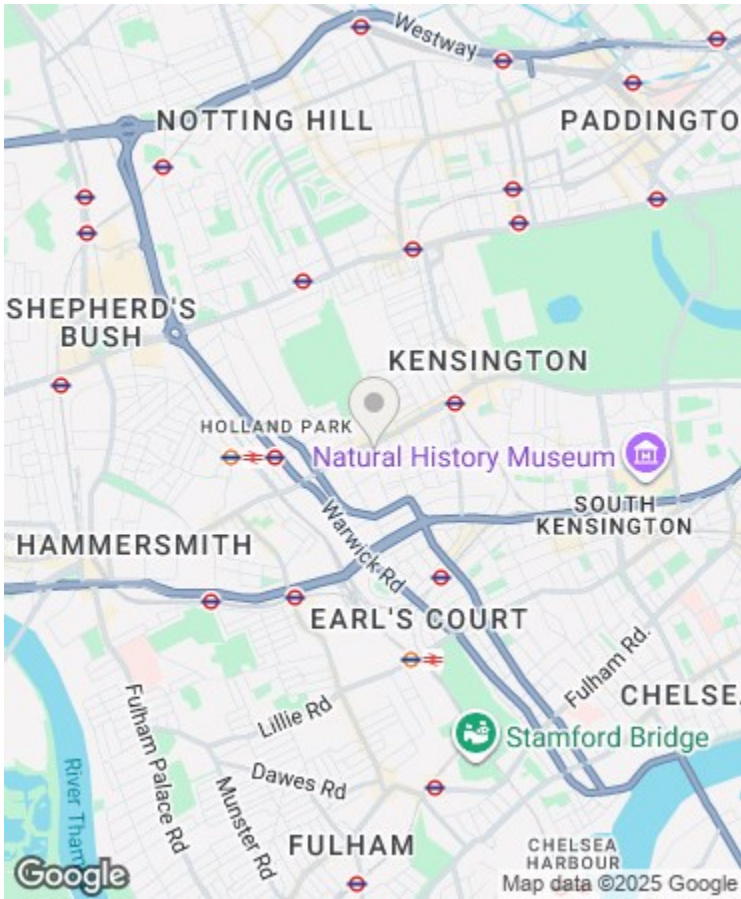 Westway
NOTTING HILL
PADDINGTO
SHEPHERD'S
BUSH
KENSINGTON
HOLLAND PARK
Natural History Museum
SOUTH
KENSINGTON
HAMMERSMITH
Warwick Rd
EARL'S COURT
Fulham Rd.
CHELSE
Lillie Rd
Fulham Palace Rd
Stamford Bridge
River Tham
Dawes Rd
Munster Rd
FULHAM
CHELSEA
HARBOUR
Google
Map data ©2025 Google